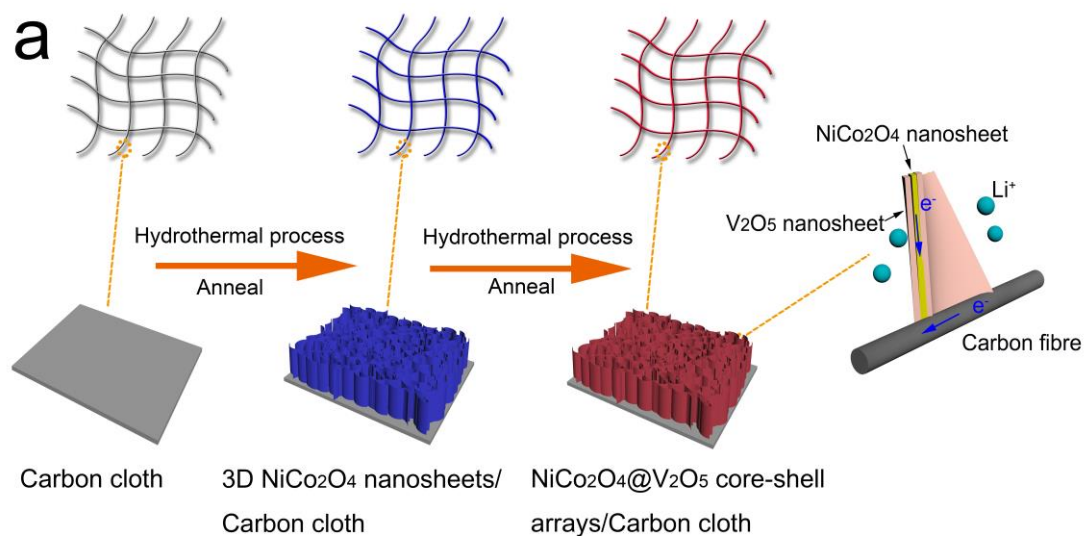 a
NiCo2O4 nanosheet
Li+
V2O5 nanosheet
e-
Hydrothermal process
Anneal
Hydrothermal process
Anneal
e-
Carbon fibre
Carbon cloth
3D NiCo2O4 nanosheets/
Carbon cloth
NiCo2O4@V2O5 core-shell
arrays/Carbon cloth